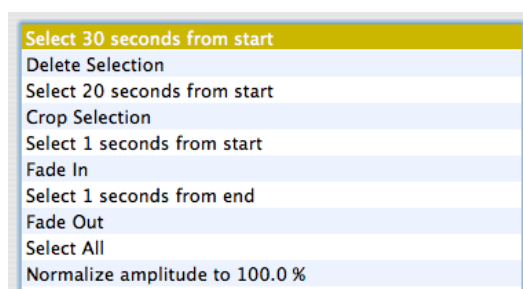 Select 30 seconds from start
Delete Selection
Select 20 seconds from start
Crop Selection
Select 1 seconds from start
Fade In
Select 1 seconds from end
Fade Out
Select All
Normalize amplitude to 100.0 %